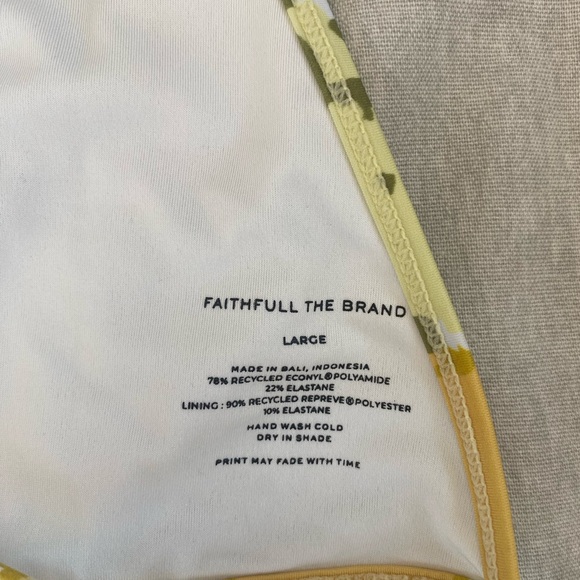 FAITHFULL THE BRAND
LARGE
MADE IN BALI, INDONESIA
78% RECYCLED ECONYL®POLYAMIDE
22% ELASTANE
LINING : 90% RECYCLED REPREVE®POLYESTER
10% ELASTANE
HAND WASH COLD
DRY IN SHADE
PRINT MAY FADE WITH TIME